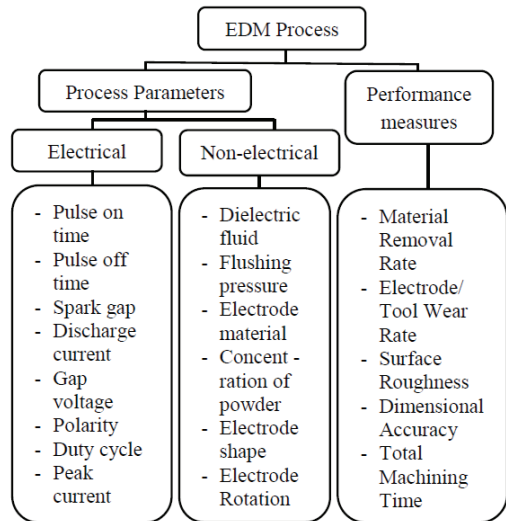 EDM Process
Process Parameters
Performance
measures
Electrical
Non-electrical
- Pulse on
time
- Pulse off
time
- Spark gap
- Discharge
current
- Gap
voltage
- Polarity
- Duty cycle
- Peak
current
- Dielectric
fluid
- Flushing
pressure
- Electrode
material
- Concent -
ration of
powder
- Electrode
shape
- Electrode
Rotation
- Material
Removal
Rate
- Electrode/
Tool Wear
Rate
- Surface
Roughness
- Dimensional
Accuracy
- Total
Machining
Time